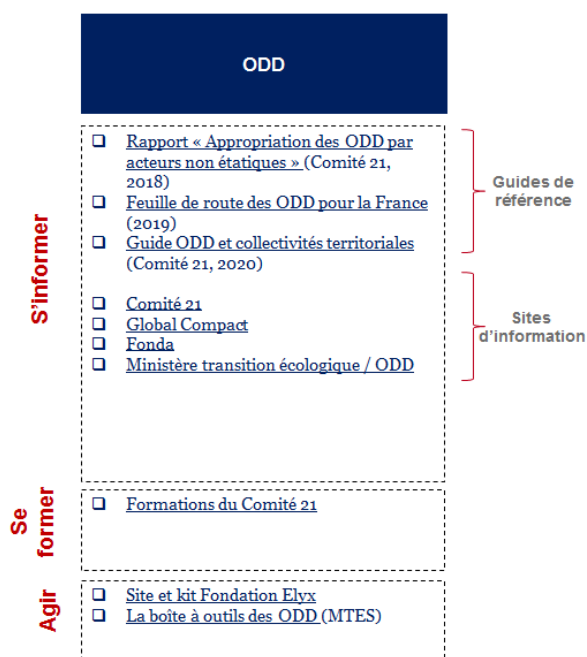 ODD
S'informer
❑ Rapport « Appropriation des ODD par
acteurs non étatiques » (Comité 21,
2018)
❑ Feuille de route des ODD pour la France
(2019)
❑ Guide ODD et collectivités territoriales
(Comité 21, 2020)
Guides de
référence
❑ Comité 21
❑ Global Compact
❑ Fonda
❑ Ministère transition écologique / ODD
Sites
d'information
Se
former
❑ Formations du Comité 21
Agir
❑ Site et kit Fondation Elyx
❑ La boîte à outils des ODD (MTES)